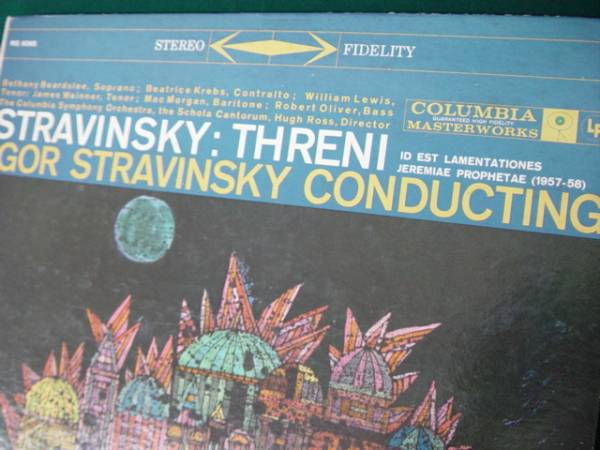 STEREO FIDELITY
Bethany Beardslee, Soprano; Beatrice Krebs, Contralto; William Lewis,
Tenor; James Wainner, Tenor; Mac Morgan, Baritone; Robert Oliver, Bass
The Columbia Symphony Orchestra, the Schola Cantorum, Hugh Ross, Director
COLUMBIA
GUARANTEED HIGH FIDELITY
MASTERWORKS
LP
STRAVINSKY: THRENI
ID EST LAMENTATIONES
JEREMIAE PROPHETAE (1957-58)
GOR STRAVINSKY CONDUCTING